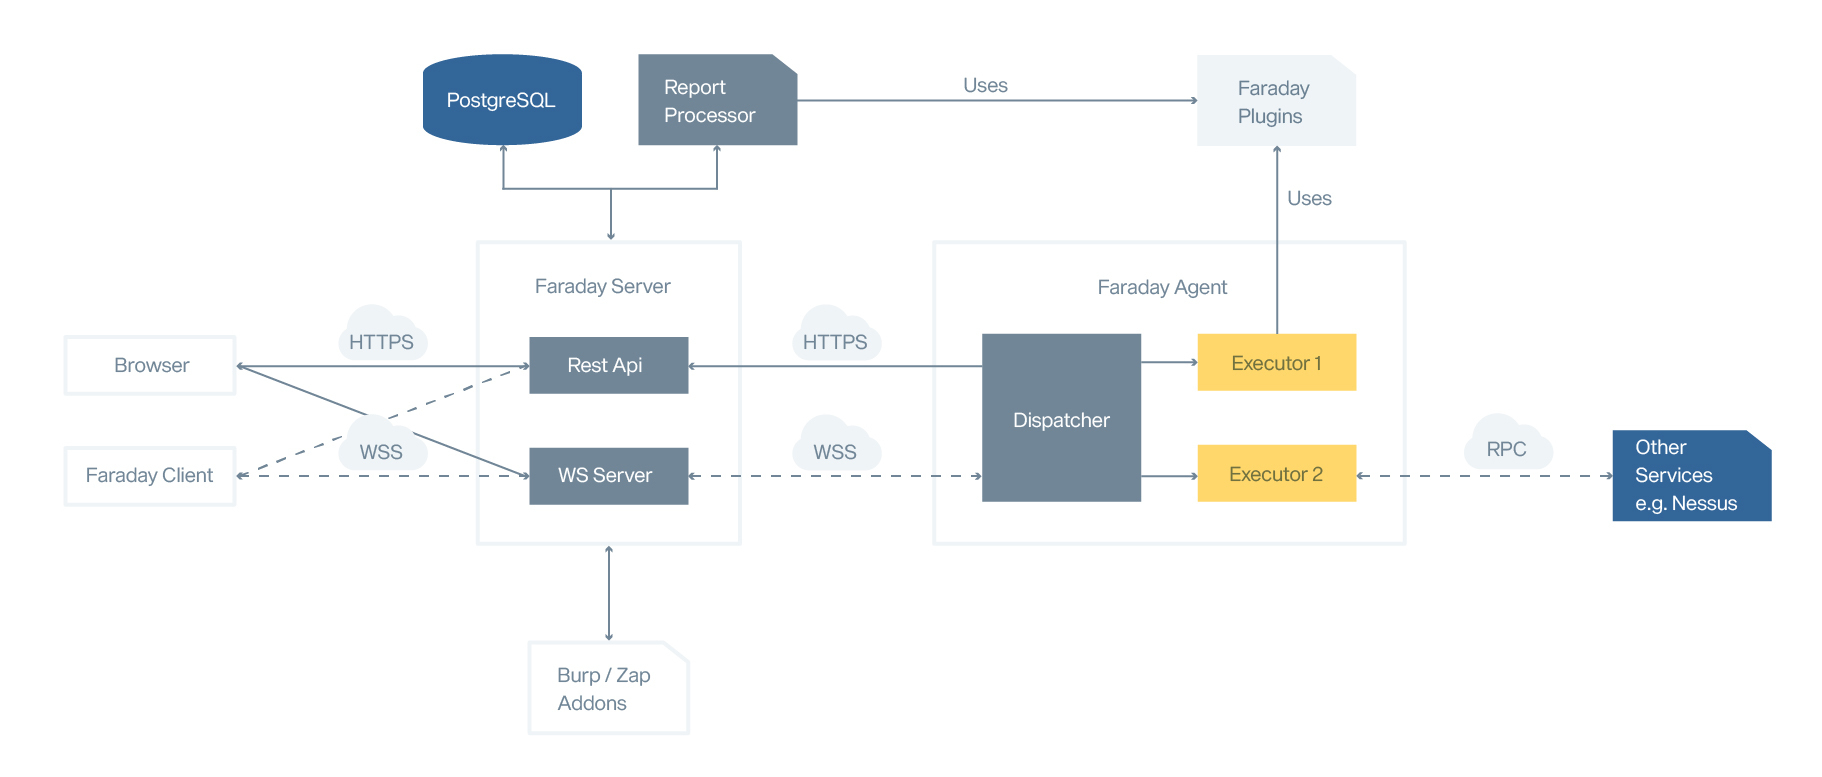 PostgreSQL
Report
Processor
Uses
Faraday
Plugins
Uses
Faraday Server
Faraday Agent
HTTPS
HTTPS
Browser
Rest Api
Executor 1
Dispatcher
WSS
WSS
RPC
Faraday Client
WS Server
Executor 2
Other
Services
e.g. Nessus
Burp / Zap
Addons